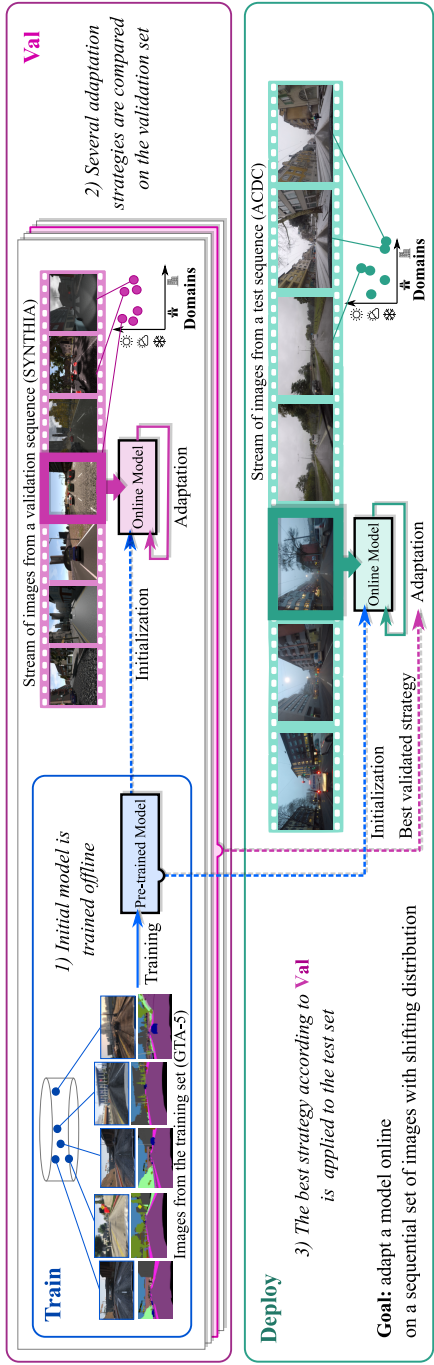 Train
1) Initial model is
trained offline
Images from the training set (GTA-5)
Training
Pre-trained Model
Initialization
Stream of images from a validation sequence (SYNTHIA)
Online Model
Adaptation
Domains
Val
2) Several adaptation
strategies are compared
on the validation set
Deploy
3) The best strategy according to Val
is applied to the test set
Goal: adapt a model online
on a sequential set of images with shifting distribution
Initialization
Best validated strategy
Stream of images from a test sequence (ACDC)
Online Model
Adaptation
Domains